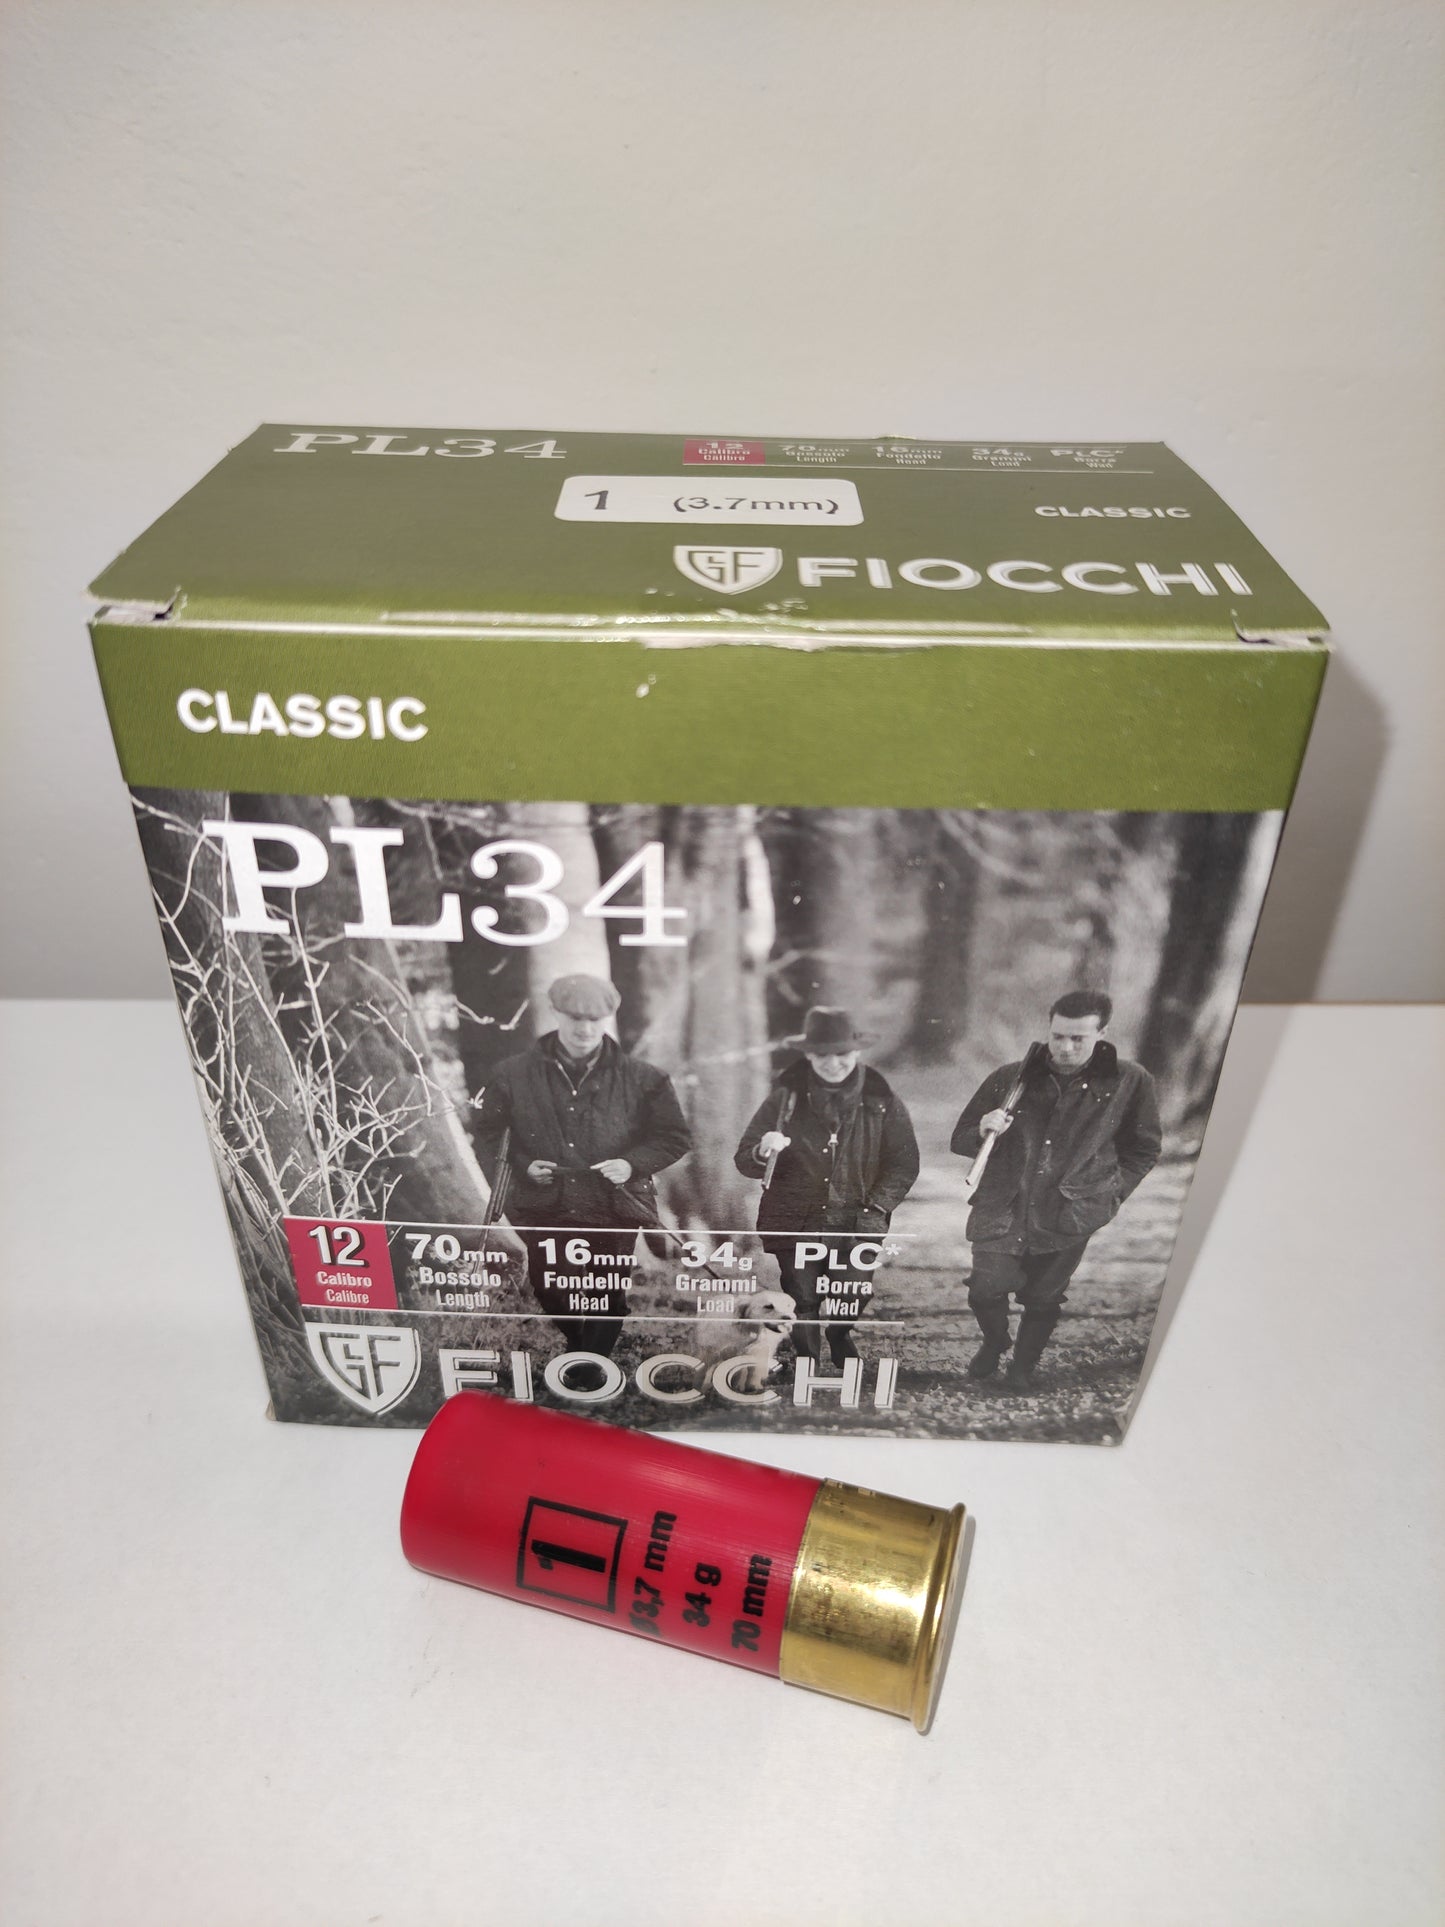 PL34
12 70mm 16mm 34g PLC*
Calibro Bossolo Fondello Grammi Borra
Calibre Length Head Load Wad
1 (3.7mm)
CLASSIC
GF FIOCCHI
CLASSIC
PL34
12 70mm 16mm 34g PLC*
Calibro Bossolo Fondello Grammi Borra
Calibre Length Head Load Wad
GF FIOCCHI
1
Ø 3,7 mm
34 g
70 mm